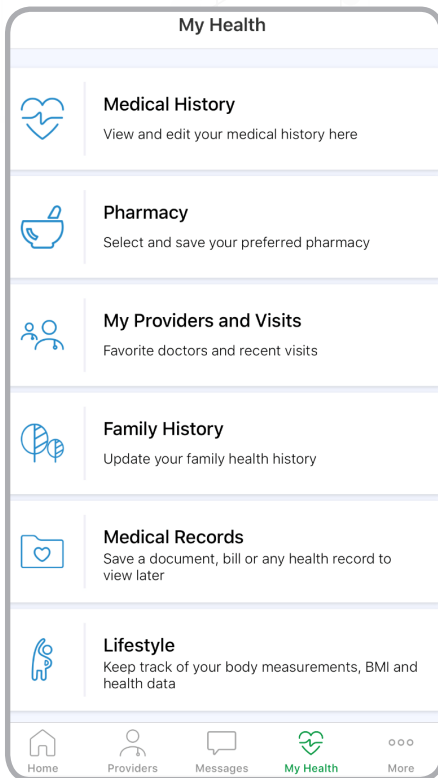 My Health
Medical History
View and edit your medical history here
Pharmacy
Select and save your preferred pharmacy
My Providers and Visits
Favorite doctors and recent visits
Family History
Update your family health history
Medical Records
Save a document, bill or any health record to
view later
Lifestyle
Keep track of your body measurements, BMI and
health data
Home Providers Messages My Health More